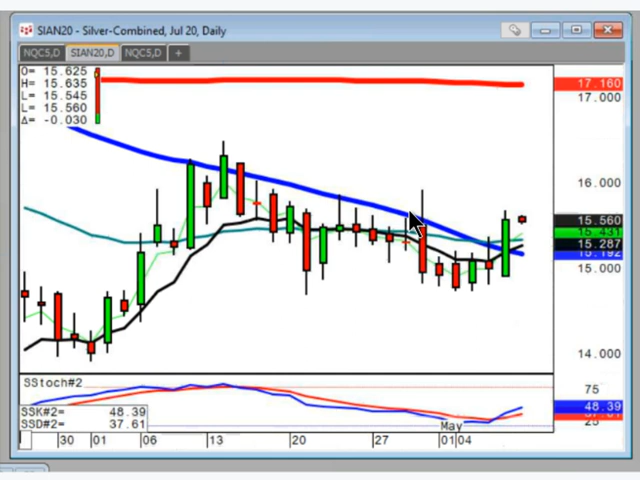 SIAN20 - Silver-Combined, Jul 20, Daily
NQC5,D SIAN20,D NQC5,D +
O= 15.625
H= 15.635
L= 15.545
L= 15.560
Δ= -0.030
17.160
17.000
16.000
15.560
15.431
15.287
15.192
15.000
14.000
SStoch#2
75
48.39
25
SSK#2= 48.39
SSD#2= 37.61
May
30 01 06 13 20 27 01 04